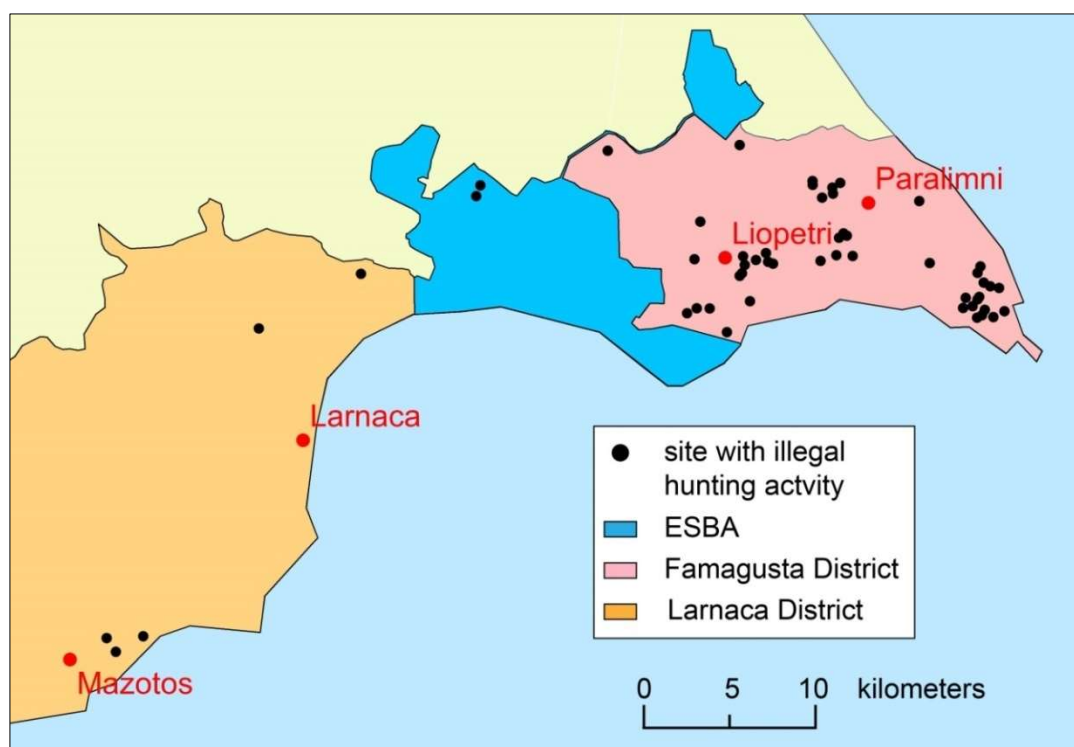 Paralimni
Liopetri
Larnaca
site with illegal
hunting actvity
ESBA
Famagusta District
Larnaca District
Mazotos
0 5 10 kilometers